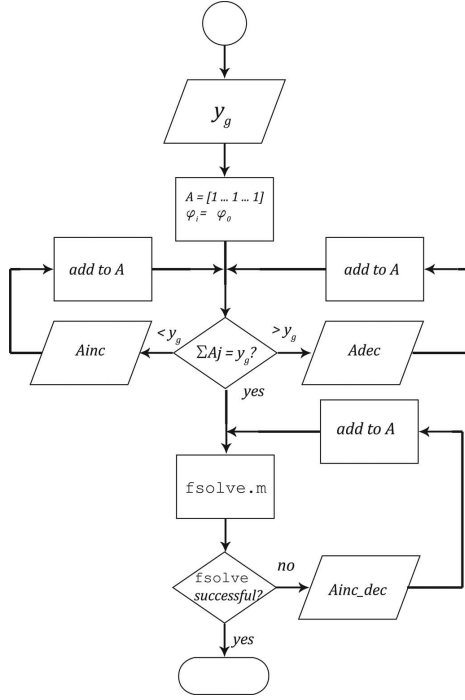 y_g
A = [1 ... 1 ... 1]
φ_i = φ_0
add to A
add to A
< y_g
> y_g
Ainc
ΣAj = y_g?
Adec
yes
add to A
fsolve.m
fsolve
successful?
no
Ainc_dec
yes